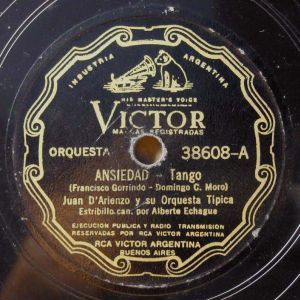 INDUSTRIA ARGENTINA
HIS MASTER'S VOICE
VICTOR
MARCAS REGISTRADAS
ORQUESTA 38608-A
ANSIEDAD - Tango
(Francisco Gorrindo - Domingo C. Moro)
Juan D'Arienzo y su Orquesta Típica
Estribillo can. por Alberto Echague
EJECUCION PUBLICA Y RADIO TRANSMISION
RESERVADAS POR RCA VICTOR ARGENTINA
RCA VICTOR ARGENTINA
BUENOS AIRES